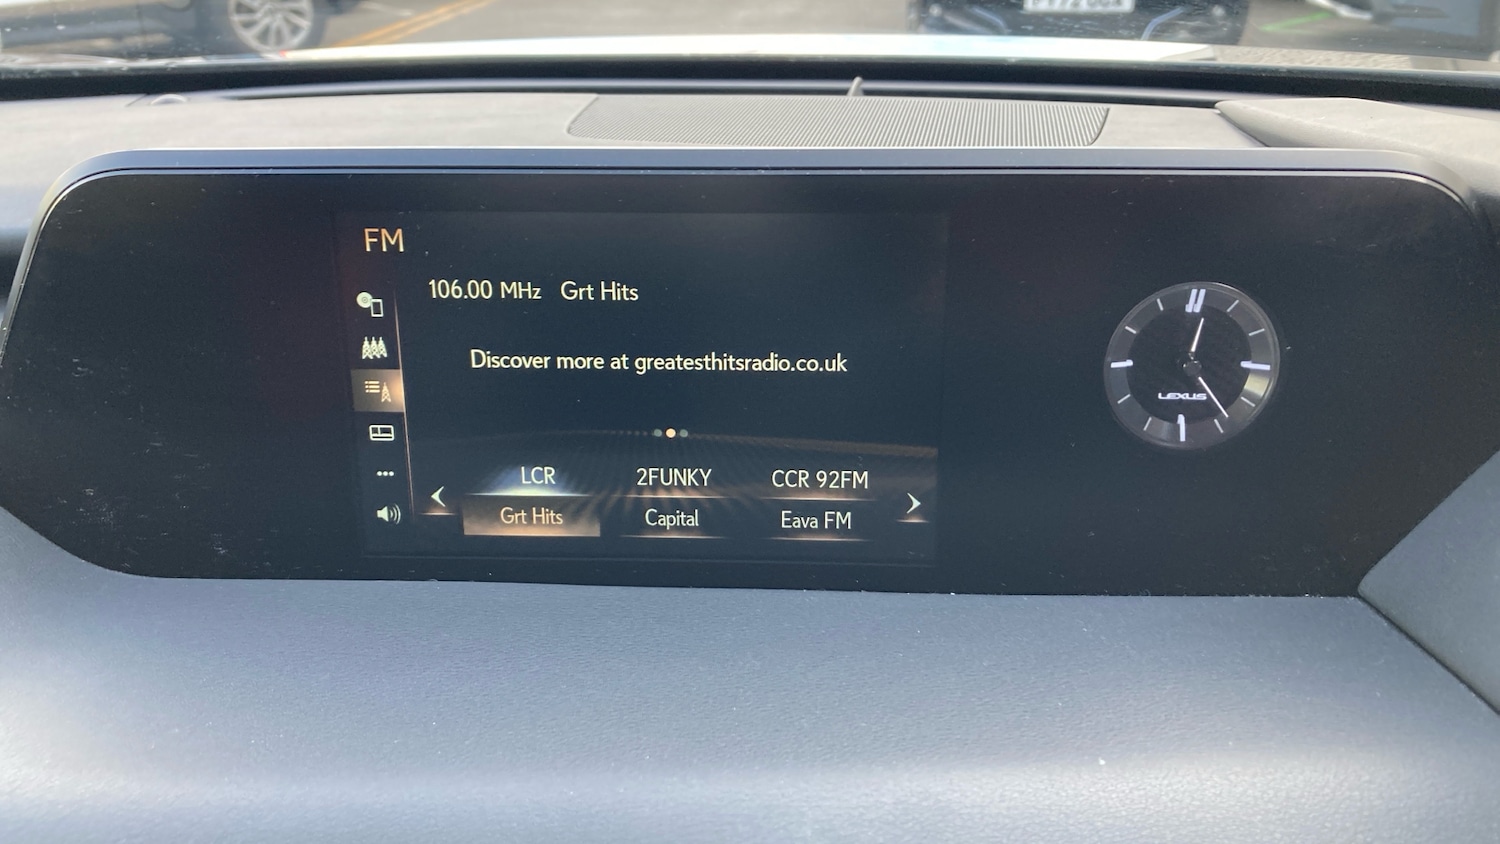 FM
106.00 MHz Grt Hits
Discover more at greatesthitsradio.co.uk
LCR 2FUNKY CCR 92FM
Grt Hits Capital Eava FM
LEXUS